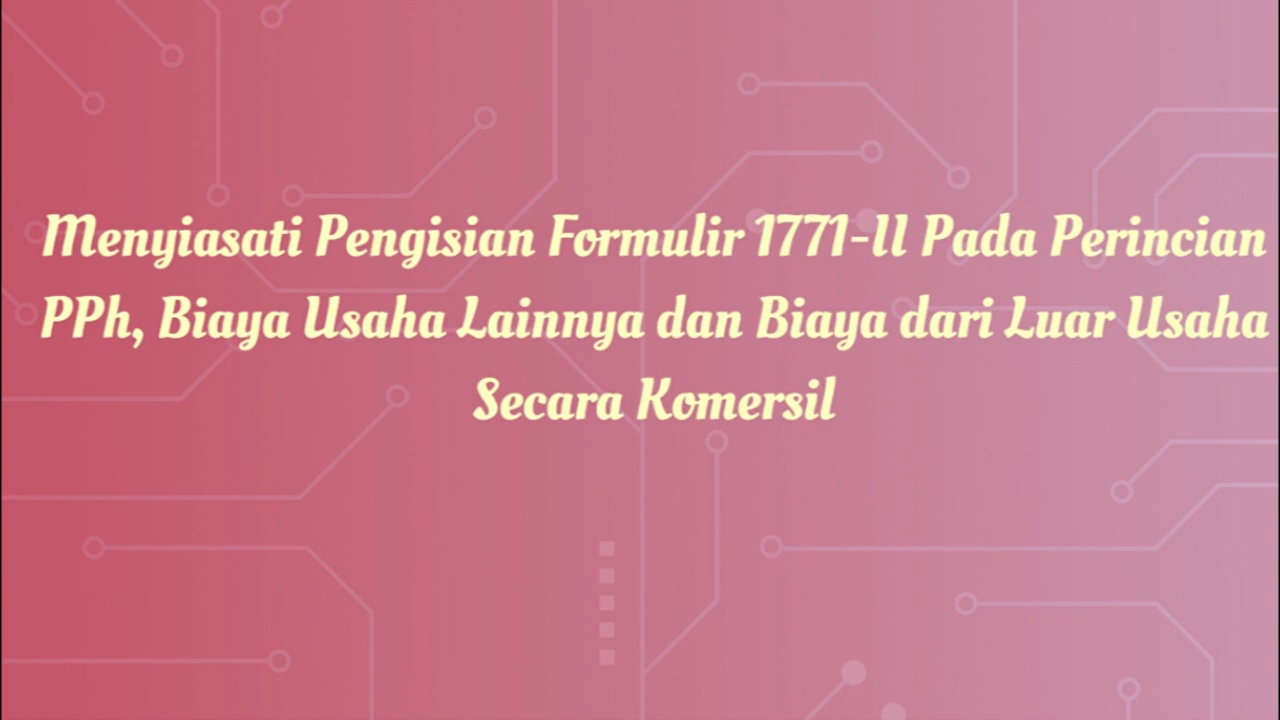 Menyiasati Pengisian Formulir 1771-II Pada Perincian
PPh, Biaya Usaha Lainnya dan Biaya dari Luar Usaha
Secara Komersil